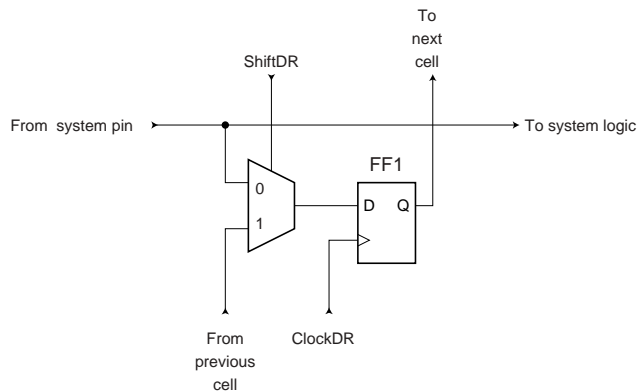 To
next
cell
ShiftDR
From system pin
To system logic
FF1
0
D Q
1
From
previous
cell
ClockDR